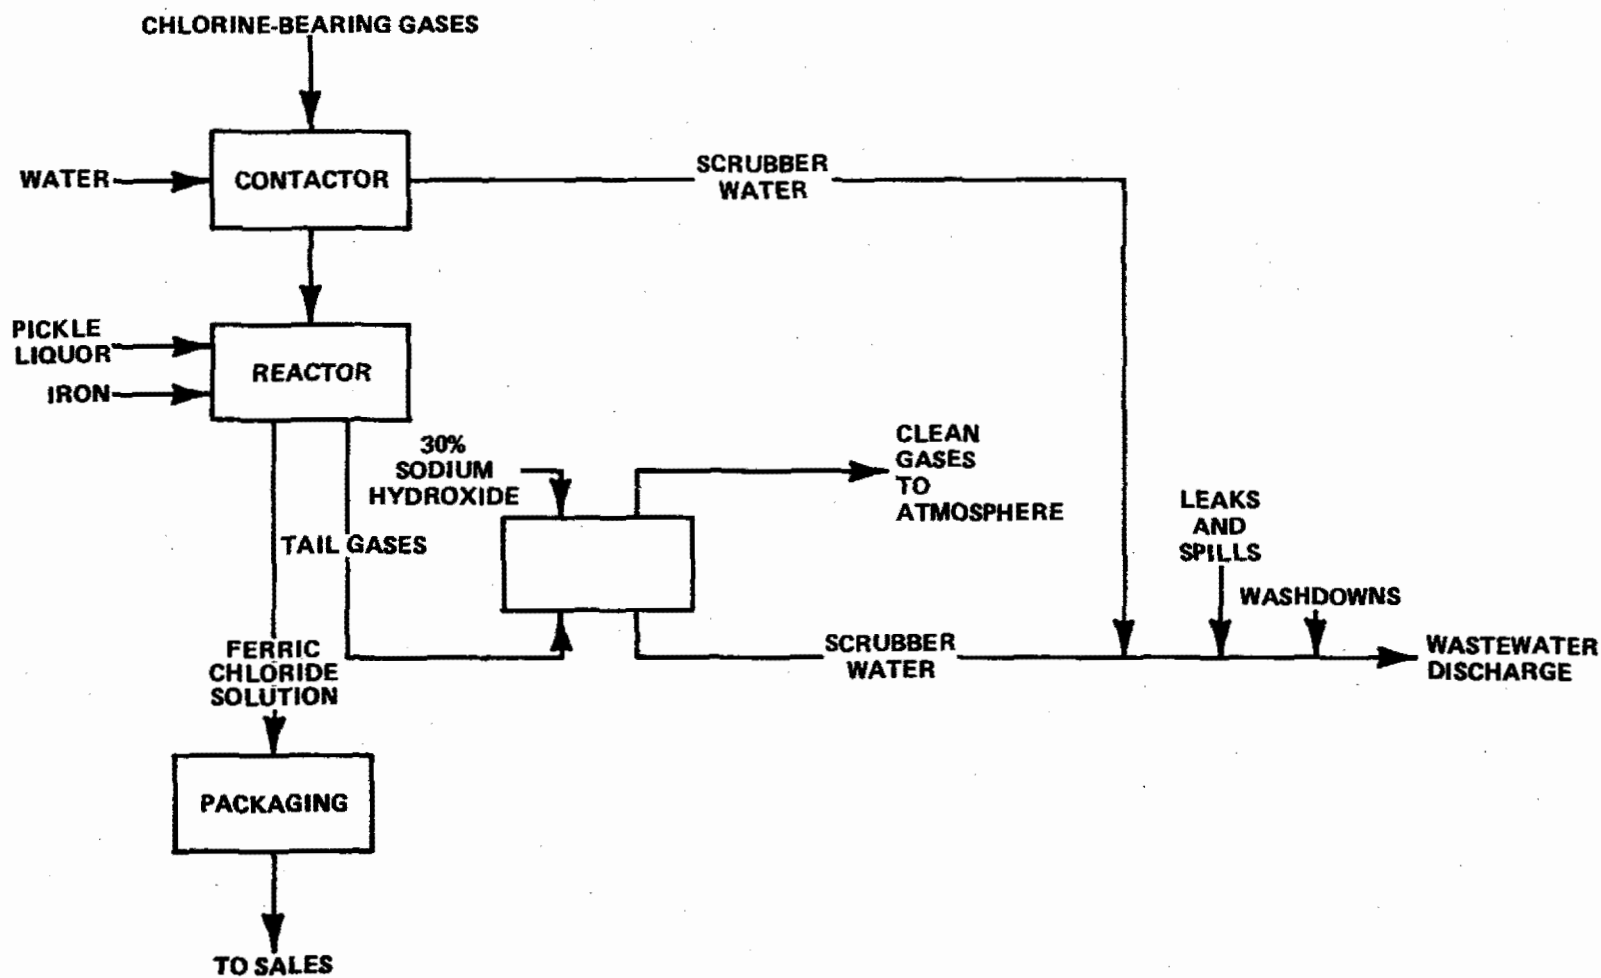 CHLORINE-BEARING GASES
WATER
CONTACTOR
SCRUBBER
WATER
PICKLE
LIQUOR
IRON
REACTOR
30%
SODIUM
HYDROXIDE
CLEAN
GASES
TO
ATMOSPHERE
TAIL GASES
LEAKS
AND
SPILLS
WASHDOWNS
FERRIC
CHLORIDE
SOLUTION
SCRUBBER
WATER
WASTEWATER
DISCHARGE
PACKAGING
TO SALES